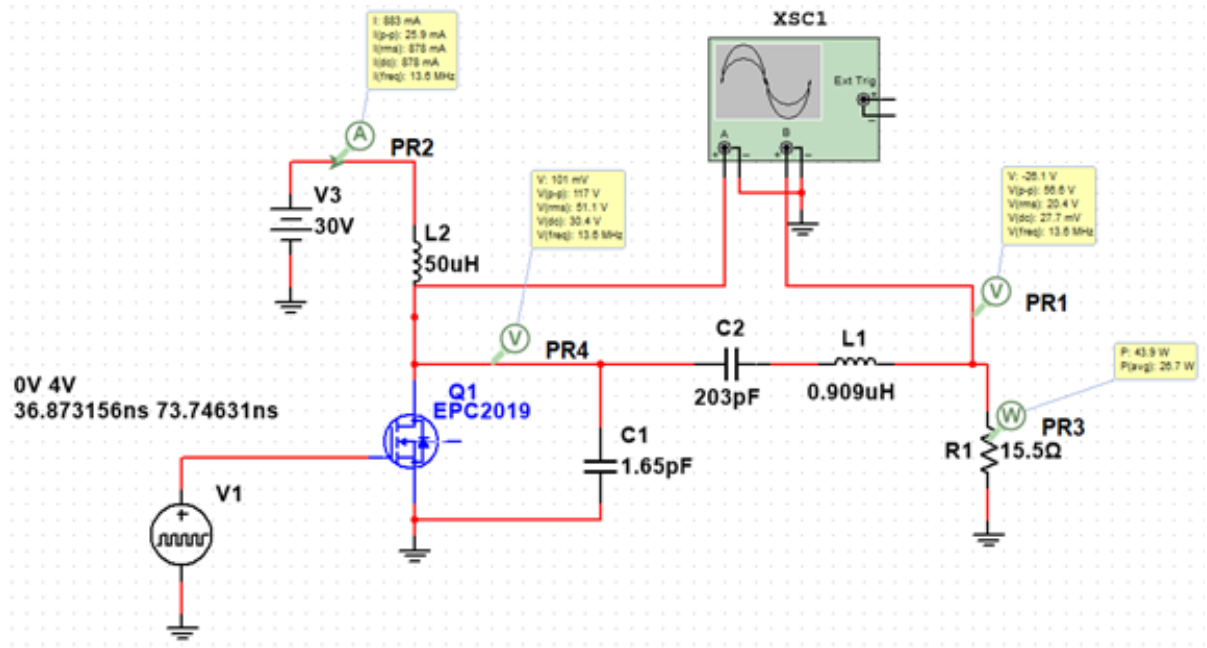 XSC1
I: 883 mA
I(p-p): 25.9 mA
I(rms): 878 mA
I(dc): 878 mA
I(freq): 13.6 MHz
Ext Trig
+
−
A
B
+
−
+
−
A
PR2
V3
30V
L2
50uH
V: 101 mV
V(p-p): 117 V
V(rms): 51.1 V
V(dc): 30.4 V
V(freq): 13.6 MHz
V: -26.1 V
V(p-p): 56.6 V
V(rms): 20.4 V
V(dc): 27.7 mV
V(freq): 13.6 MHz
V
PR1
V
PR4
C2
203pF
L1
0.909uH
P: 43.9 W
P(avg): 26.7 W
0V 4V
36.873156ns 73.74631ns
Q1
EPC2019
C1
1.65pF
W
PR3
R1
15.5Ω
V1
+